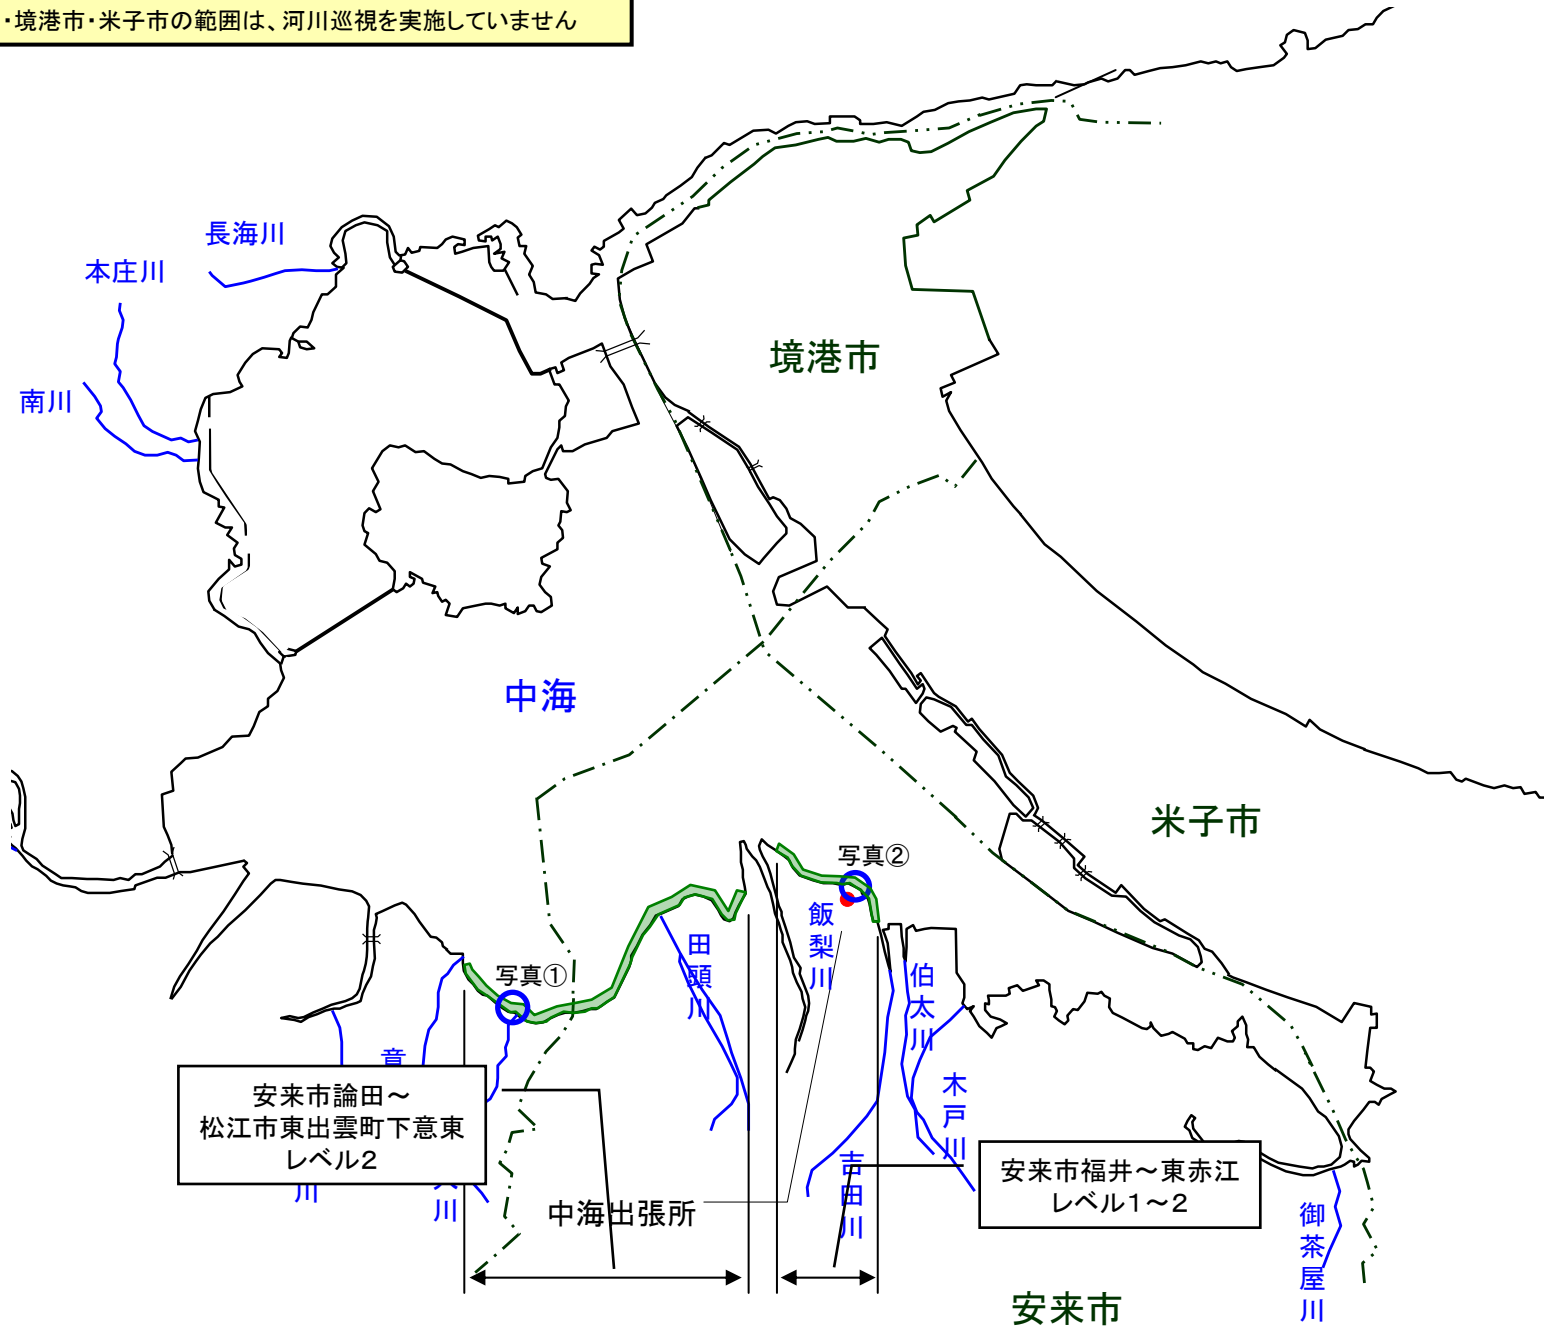 ・境港市・米子市の範囲は、河川巡視を実施していません
長海川
本庄川
南川
境港市
中海
米子市
写真②
写真①
飯梨川
田頭川
伯太川
木戸川
吉田川
安来市論田～
松江市東出雲町下意東
レベル2
川
川
安来市福井～東赤江
レベル1～2
中海出張所
御茶屋川
安来市